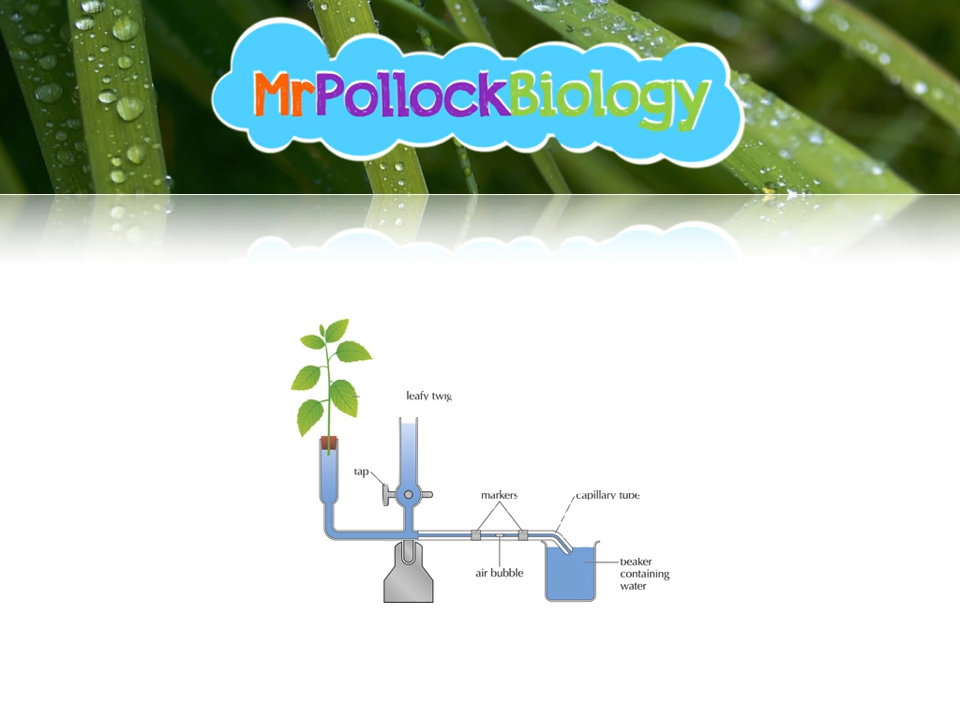 MrPollockBiology
leafy twig
tap
markers
capillary tube
air bubble
beaker
containing
water